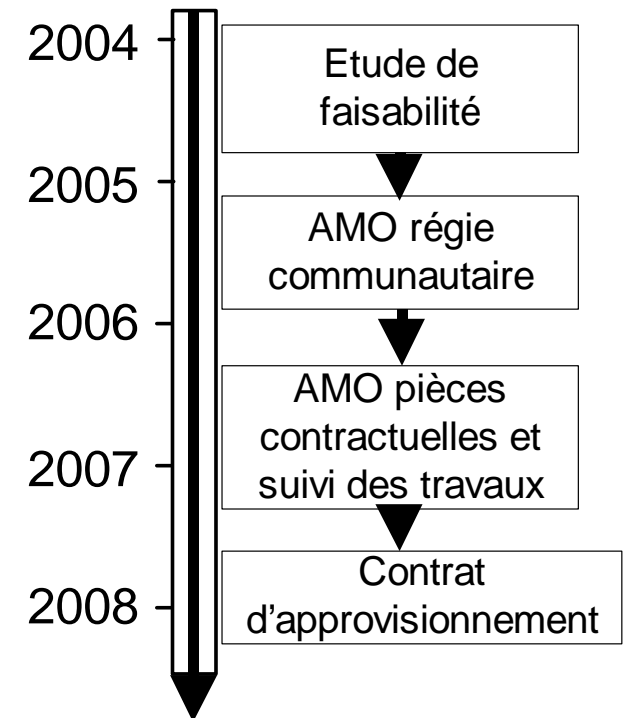 2004
Etude de
faisabilité
2005
AMO régie
communautaire
2006
AMO pièces
contractuelles et
suivi des travaux
2007
Contrat
d'approvisionnement
2008